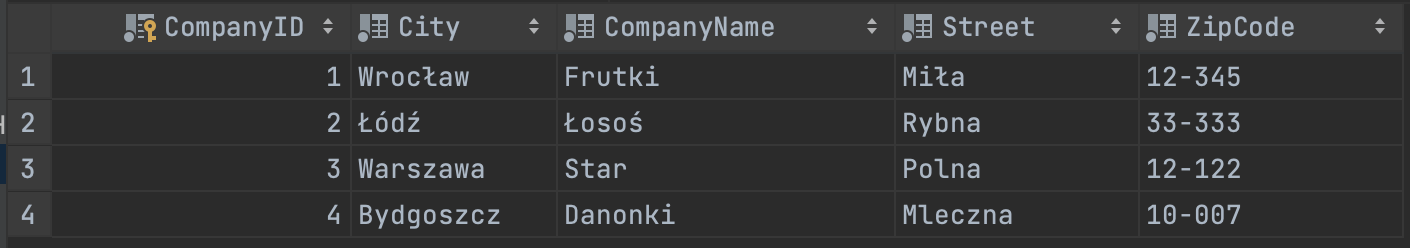 CompanyID City CompanyName Street ZipCode
1 1 Wrocław Frutki Miła 12-345
2 2 Łódź Łosoś Rybna 33-333
3 3 Warszawa Star Polna 12-122
4 4 Bydgoszcz Danonki Mleczna 10-007